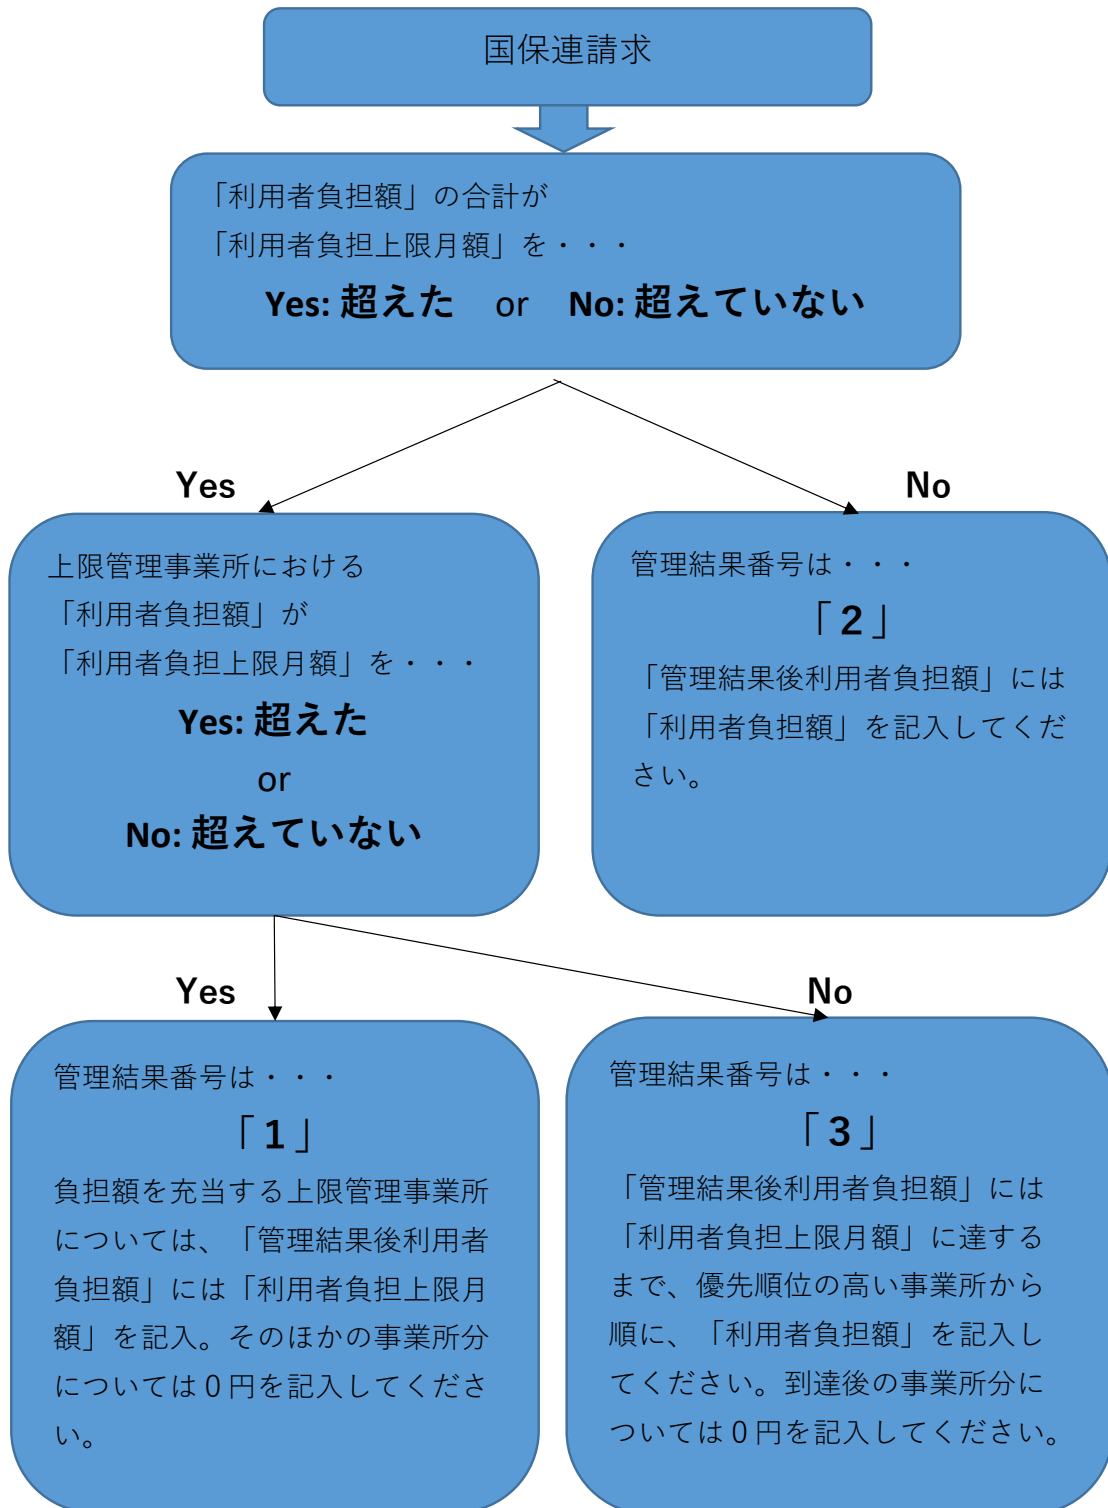 国保連請求
「利用者負担額」の合計が
「利用者負担上限月額」を・・・
Yes: 超えた　or　No: 超えていない
Yes
No
上限管理事業所における
「利用者負担額」が
「利用者負担上限月額」を・・・
Yes: 超えた
or
No: 超えていない
管理結果番号は・・・
「2」
「管理結果後利用者負担額」には
「利用者負担額」を記入してくだ
さい。
Yes
No
管理結果番号は・・・
「1」
負担額を充当する上限管理事業所
については、「管理結果後利用者
負担額」には「利用者負担上限月
額」を記入。そのほかの事業所分
については０円を記入してくださ
い。
管理結果番号は・・・
「3」
「管理結果後利用者負担額」には
「利用者負担上限月額」に達する
まで、優先順位の高い事業所から
順に、「利用者負担額」を記入し
てください。到達後の事業所分に
ついては０円を記入してください。